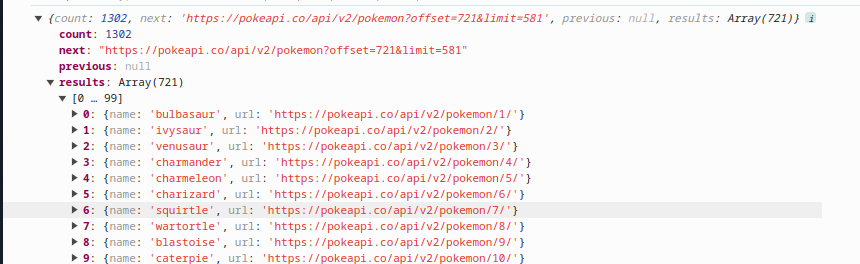 {count: 1302, next: 'https://pokeapi.co/api/v2/pokemon?offset=721&limit=581', previous: null, results: Array(721)} i
count: 1302
next: "https://pokeapi.co/api/v2/pokemon?offset=721&limit=581"
previous: null
results: Array(721)
[0 … 99]
0: {name: 'bulbasaur', url: 'https://pokeapi.co/api/v2/pokemon/1/'}
1: {name: 'ivysaur', url: 'https://pokeapi.co/api/v2/pokemon/2/'}
2: {name: 'venusaur', url: 'https://pokeapi.co/api/v2/pokemon/3/'}
3: {name: 'charmander', url: 'https://pokeapi.co/api/v2/pokemon/4/'}
4: {name: 'charmeleon', url: 'https://pokeapi.co/api/v2/pokemon/5/'}
5: {name: 'charizard', url: 'https://pokeapi.co/api/v2/pokemon/6/'}
6: {name: 'squirtle', url: 'https://pokeapi.co/api/v2/pokemon/7/'}
7: {name: 'wartortle', url: 'https://pokeapi.co/api/v2/pokemon/8/'}
8: {name: 'blastoise', url: 'https://pokeapi.co/api/v2/pokemon/9/'}
9: {name: 'caterpie', url: 'https://pokeapi.co/api/v2/pokemon/10/'}